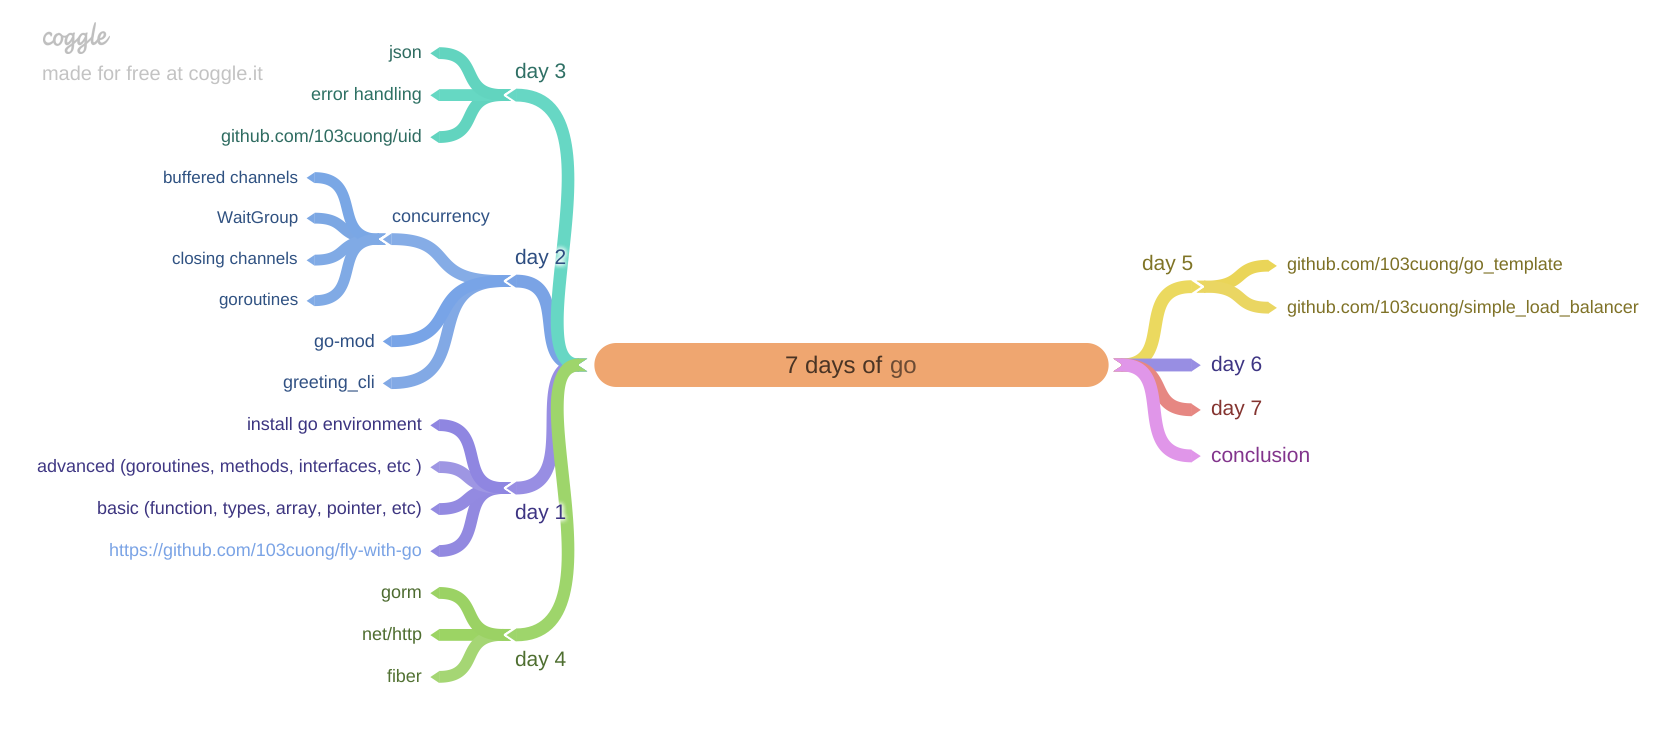 coggle
made for free at coggle.it
json
day 3
error handling
github.com/103cuong/uid
buffered channels
WaitGroup
concurrency
closing channels
day 2
goroutines
go-mod
greeting_cli
install go environment
advanced (goroutines, methods, interfaces, etc )
basic (function, types, array, pointer, etc)
day 1
https://github.com/103cuong/fly-with-go
gorm
net/http
day 4
fiber
7 days of go
day 5
github.com/103cuong/go_template
github.com/103cuong/simple_load_balancer
day 6
day 7
conclusion